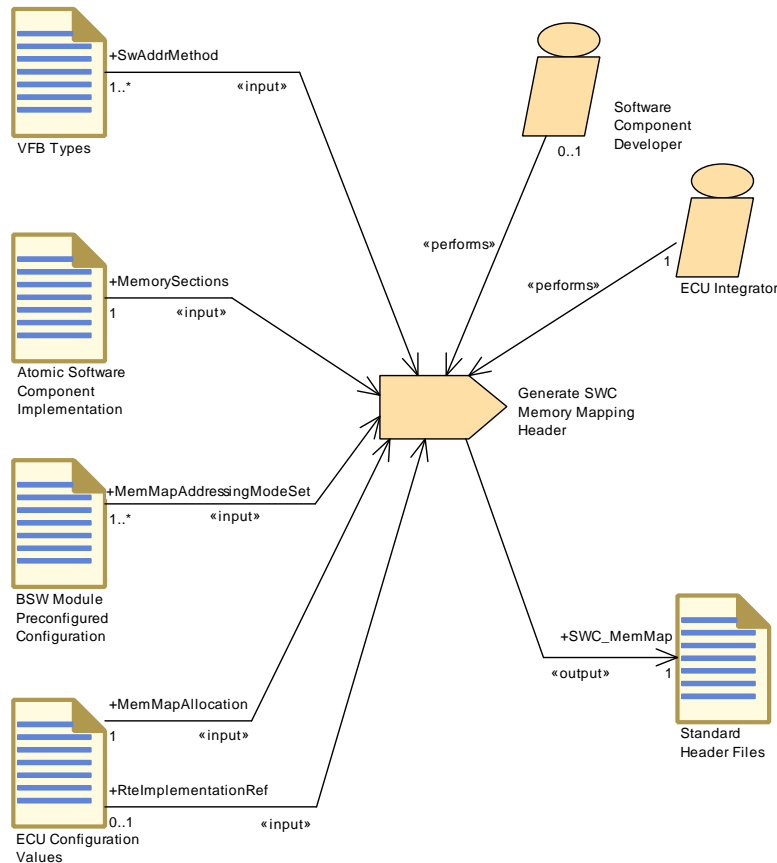 +SwAddrMethod
1..*
«input»
VFB Types
Software
Component
Developer
0..1
«performs»
ECU Integrator
1
«performs»
+MemorySections
1
«input»
Atomic Software
Component
Implementation
Generate SWC
Memory Mapping
Header
+MemMapAddressingModeSet
1..*
«input»
BSW Module
Preconfigured
Configuration
+SWC_MemMap
«output»
1
Standard
Header Files
+MemMapAllocation
1
«input»
+RteImplementationRef
0..1
«input»
ECU Configuration
Values